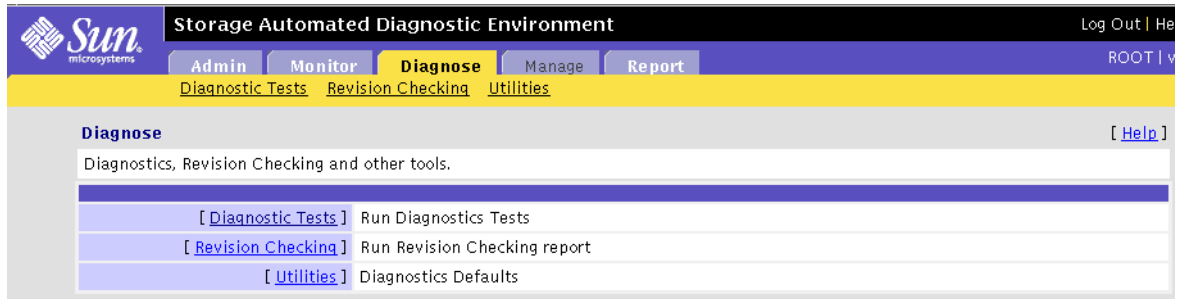 Sun
microsystems
Storage Automated Diagnostic Environment
Log Out | He
Admin Monitor Diagnose Manage Report
ROOT | v
Diagnostic Tests Revision Checking Utilities
Diagnose
[ Help ]
Diagnostics, Revision Checking and other tools.
[ Diagnostic Tests ] Run Diagnostics Tests
[ Revision Checking ] Run Revision Checking report
[ Utilities ] Diagnostics Defaults